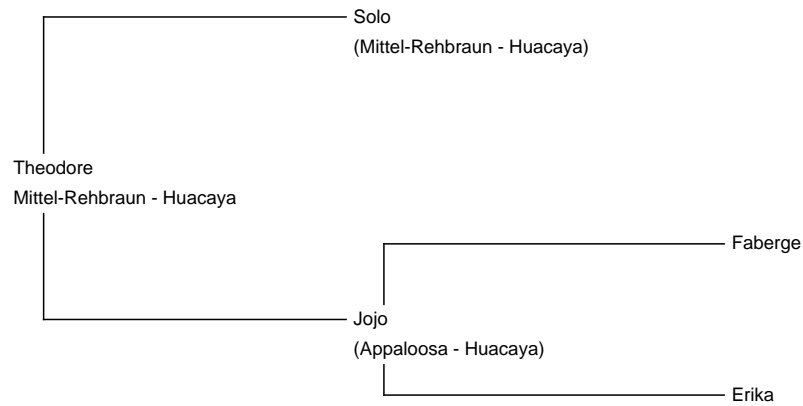 Solo
(Mittel-Rehbraun - Huacaya)
Theodore
Mittel-Rehbraun - Huacaya
Faberge
Jojo
(Appaloosa - Huacaya)
Erika